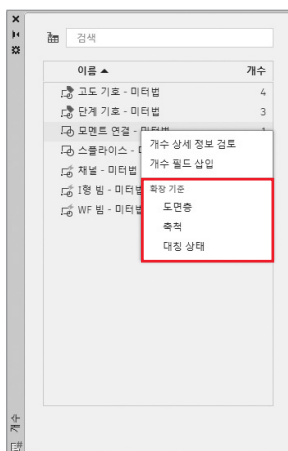 검색
이름 ▲ 개수
고도 기호 - 미터법 4
단계 기호 - 미터법 3
모멘트 연결 - 미터법 1
스플라이스 -
채널 - 미터법
I형 빔 - 미터법
WF 빔 - 미터법
개수 상세 정보 검토
개수 필드 삽입
확장 기준
도면층
축척
대칭 상태
개수